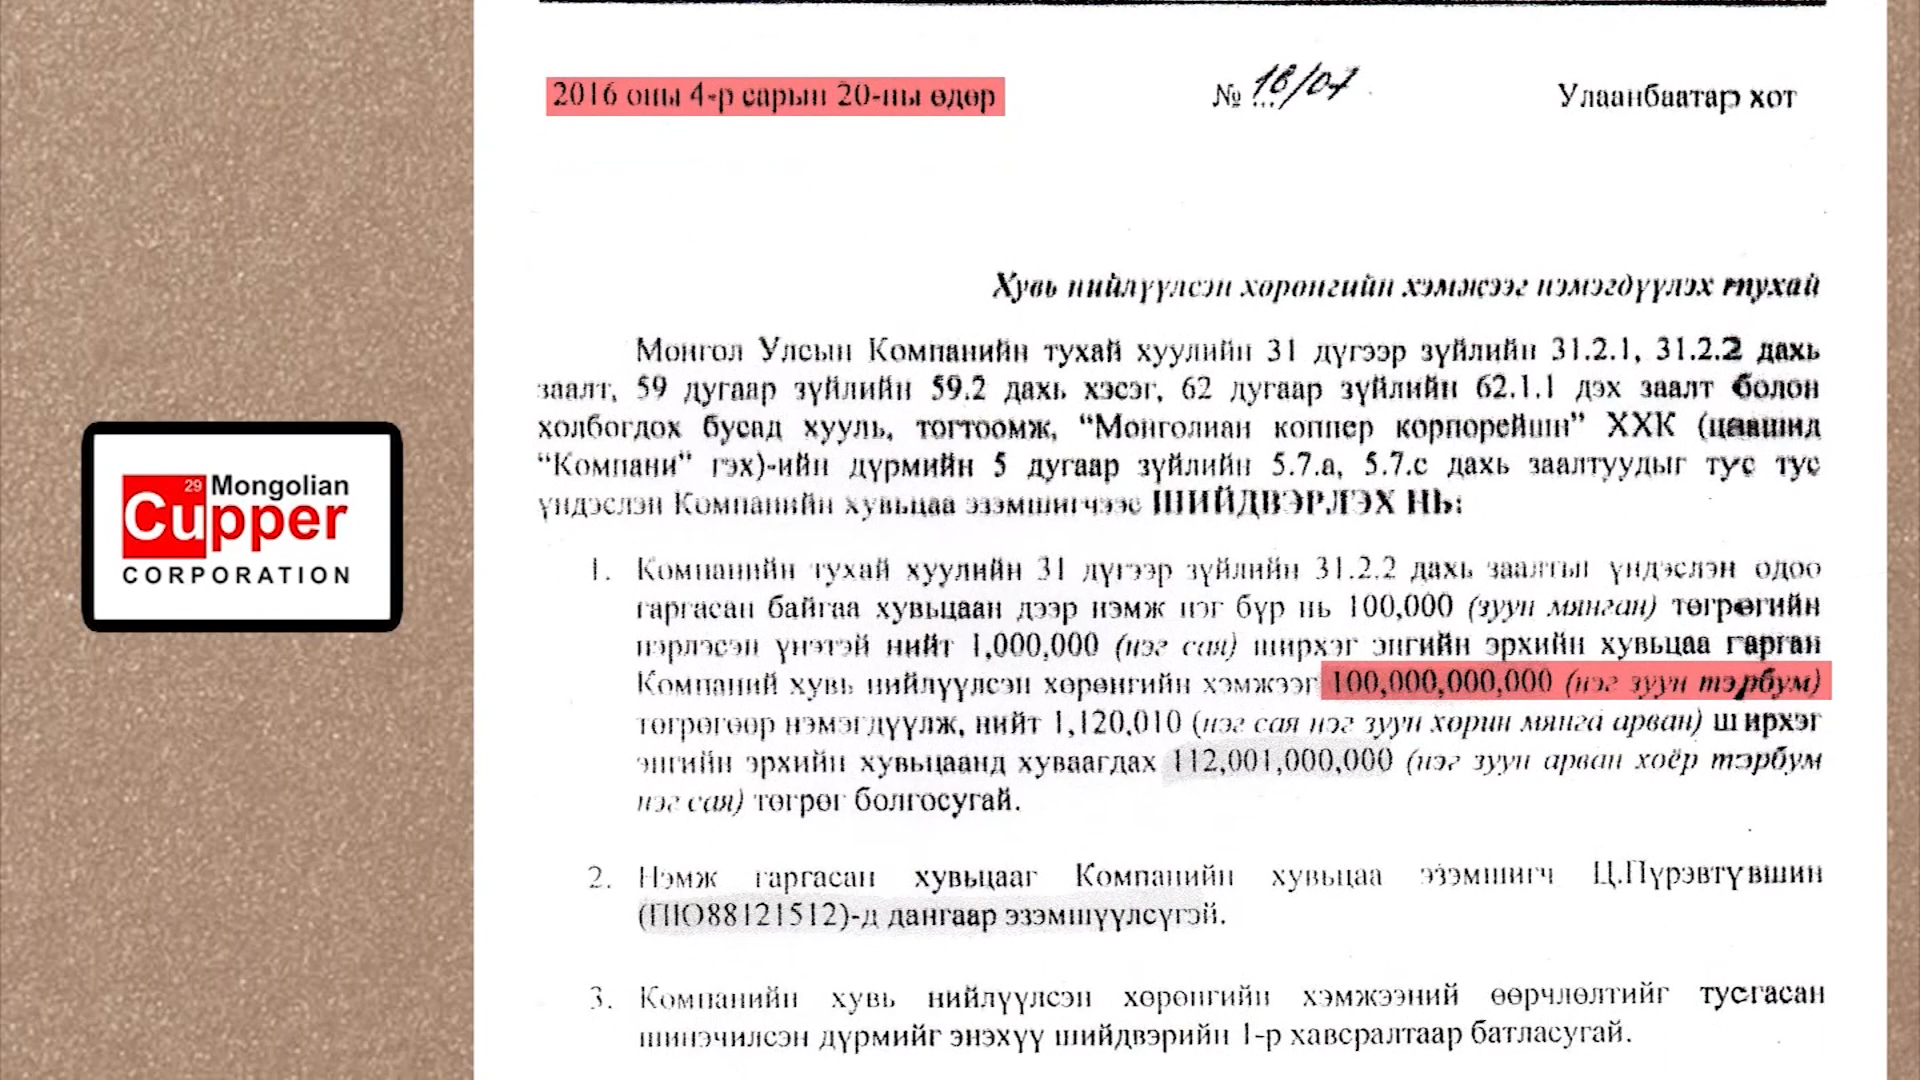 2016 оны 4-р сарын 20-ны өдөр
№ 18/07
Улаанбаатар хот
Хувь нийлүүлсэн хөрөнгийн хэмжээг нэмэгдүүлэх тухай
Монгол Улсын Компанийн тухай хуулийн 31 дүгээр зүйлийн 31.2.1, 31.2.2 дахь
заалт, 59 дугаар зүйлийн 59.2 дахь хэсэг, 62 дугаар зүйлийн 62.1.1 дэх заалт болон
холбогдох бусад хууль, тогтоомж, “Монголиан коппер корпорейшн” ХХК (цаашид
“Компани” гэх)-ийн дүрмийн 5 дугаар зүйлийн 5.7.а, 5.7.с дахь заалтуудыг тус тус
үндэслэн Компанийн хувьцаа эзэмшигчээс ШИЙДВЭРЛЭХ НЬ:
29 Mongolian
Cupper
CORPORATION
1. Компанийн тухай хуулийн 31 дүгээр зүйлийн 31.2.2 дахь заалтыг үндэслэн одоо
гаргасан байгаа хувьцаан дээр нэмж нэг бүр нь 100,000 (зуун мянган) төгрөгийн
нэрлэсэн үнэтэй нийт 1,000,000 (нэг сая) ширхэг энгийн эрхийн хувьцаа гарган
Компаний хувь нийлүүлсэн хөрөнгийн хэмжээг 100,000,000,000 (нэг зуун тэрбум)
төгрөгөөр нэмэгдүүлж, нийт 1,120,010 (нэг сая нэг зуун хорин мянга арван) ширхэг
энгийн эрхийн хувьцаанд хуваагдах 112,001,000,000 (нэг зуун арван хоёр тэрбум
нэг сая) төгрөг болгосугай.
2. Нэмж гаргасан хувьцааг Компанийн хувьцаа эзэмшигч Ц.Пүрэвтүвшин
(ПЮ88121512)-д дангаар эзэмшүүлсүгэй.
3. Компанийн хувь нийлүүлсэн хөрөнгийн хэмжээний өөрчлөлтийг тусгасан
шинэчилсэн дүрмийг энэхүү шийдвэрийн 1-р хавсралтаар батласугай.